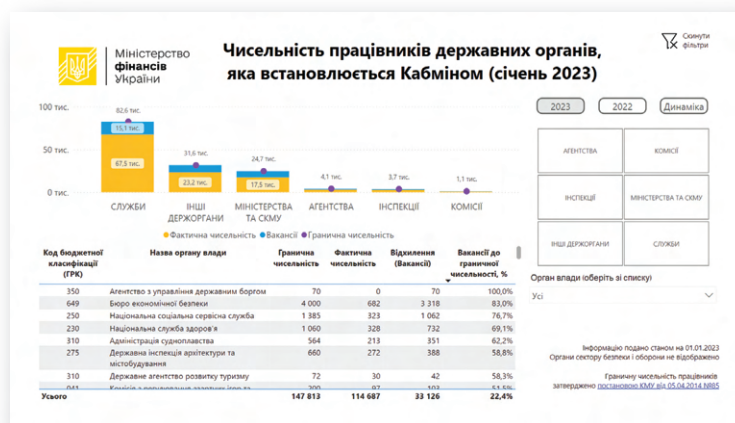 Міністерство
фінансів
України
Чисельність працівників державних органів,
яка встановлюється Кабміном (січень 2023)
Скинути
фільтри
100 тис.
50 тис.
0 тис.
82,6 тис.
15,1 тис.
67,5 тис.
31,6 тис.
23,2 тис.
24,7 тис.
17,5 тис.
4,1 тис.
3,7 тис.
1,1 тис.
СЛУЖБИ
ІНШІ
ДЕРЖОРГАНИ
МІНІСТЕРСТВА
ТА СКМУ
АГЕНТСТВА
ІНСПЕКЦІЇ
КОМІСІЇ
Фактична чисельність Вакансії Гранична чисельність
2023 2022 Динаміка
АГЕНТСТВА КОМІСІЇ
ІНСПЕКЦІЇ МІНІСТЕРСТВА ТА СКМУ
ІНШІ ДЕРЖОРГАНИ СЛУЖБИ
Орган влади (оберіть зі списку)
Усі
Код бюджетної
класифікації
(ГРК)
Назва органу влади
Гранична
чисельність
Фактична
чисельність
Відхилення
(Вакансії)
Вакансії до
граничної
чисельності, %
350 Агентство з управління державним боргом 70 0 70 100,0%
649 Бюро економічної безпеки 4 000 682 3 318 83,0%
250 Національна соціальна сервісна служба 1 385 323 1 062 76,7%
230 Національна служба здоров'я 1 060 328 732 69,1%
310 Адміністрація судноплавства 564 213 351 62,2%
275 Державна інспекція архітектури та
містобудування 660 272 388 58,8%
310 Державне агентство розвитку туризму 72 30 42 58,3%
Усього 147 813 114 687 33 126 22,4%
Інформацію подано станом на 01.01.2023
Органи сектору безпеки і оборони не відображено
Граничну чисельність працівників
затверджено постановою КМУ від 05.04.2014 №85